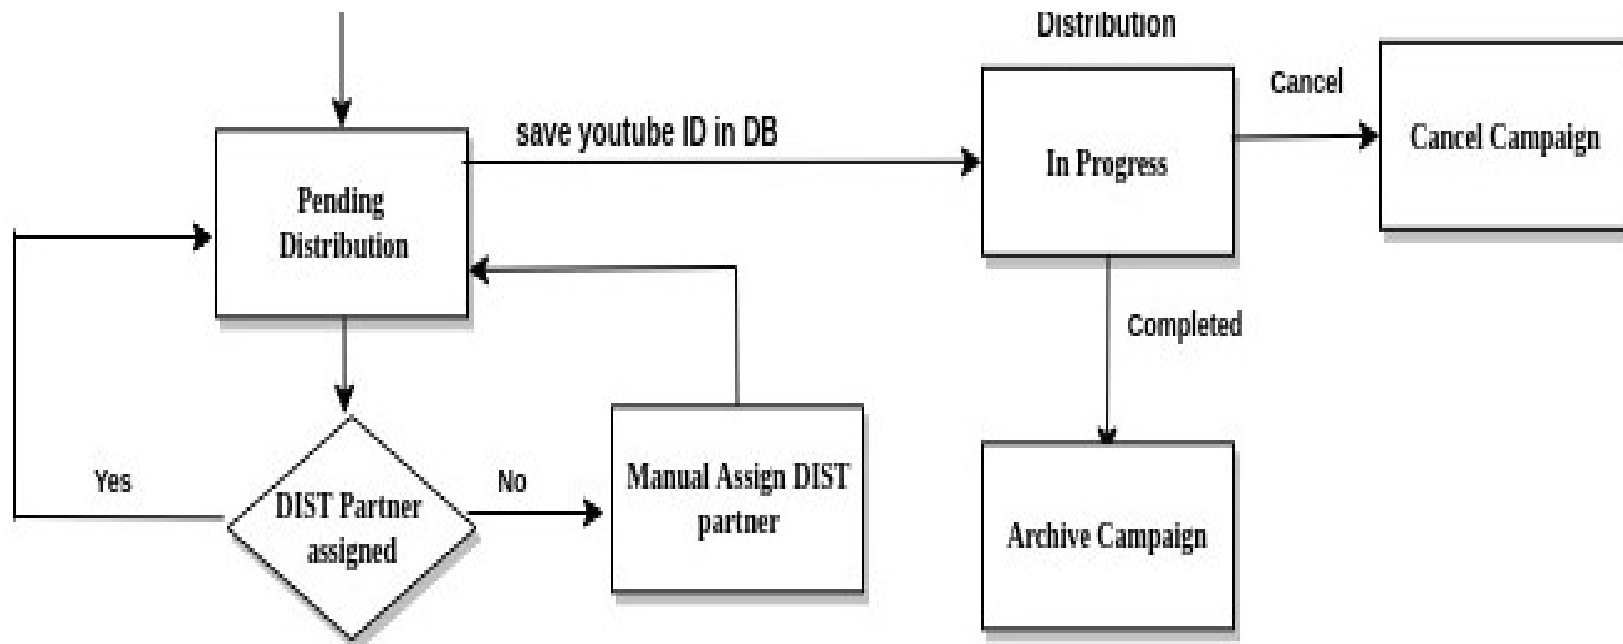 Distribution
Cancel
Cancel Campaign
save youtube ID in DB
In Progress
Pending
Distribution
Completed
Yes
No
DIST Partner
assigned
Manual Assign DIST
partner
Archive Campaign